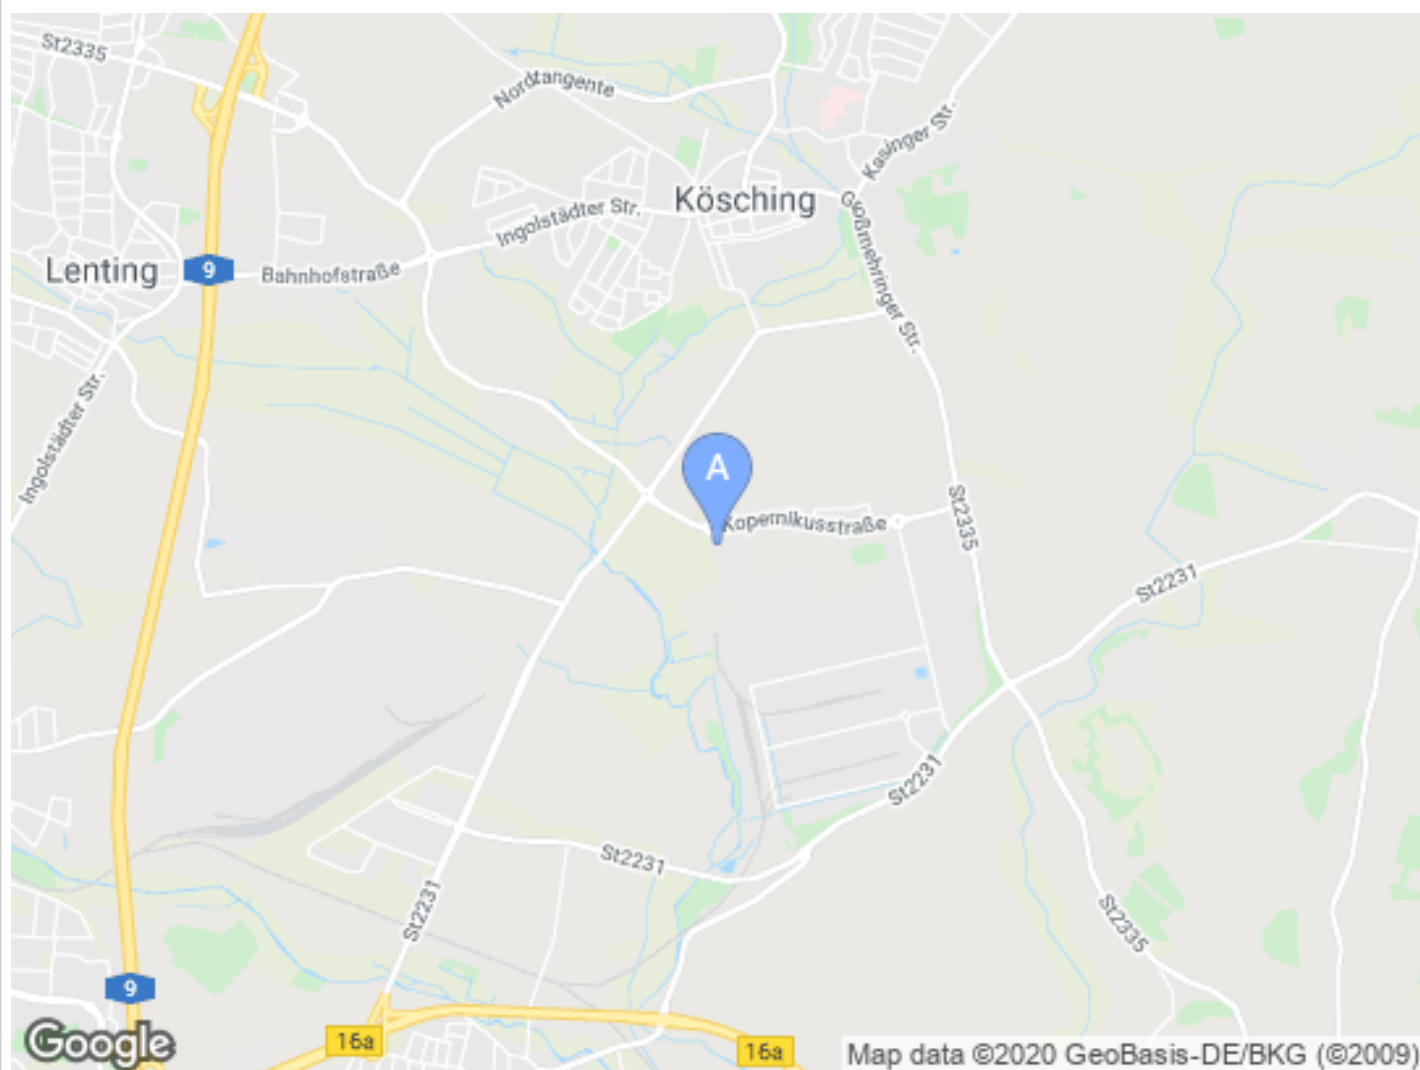 St2335
Nordtangente
Kasinger Str.
Kösching
Ingolstädter Str.
Großmehringer Str.
Lenting
9
Bahnhofstraße
Ingolstädter Str.
A
Kopernikusstraße
St2335
St2231
St2231
St2231
St2231
St2335
9
16a
16a
Google
Map data ©2020 GeoBasis-DE/BKG (©2009)